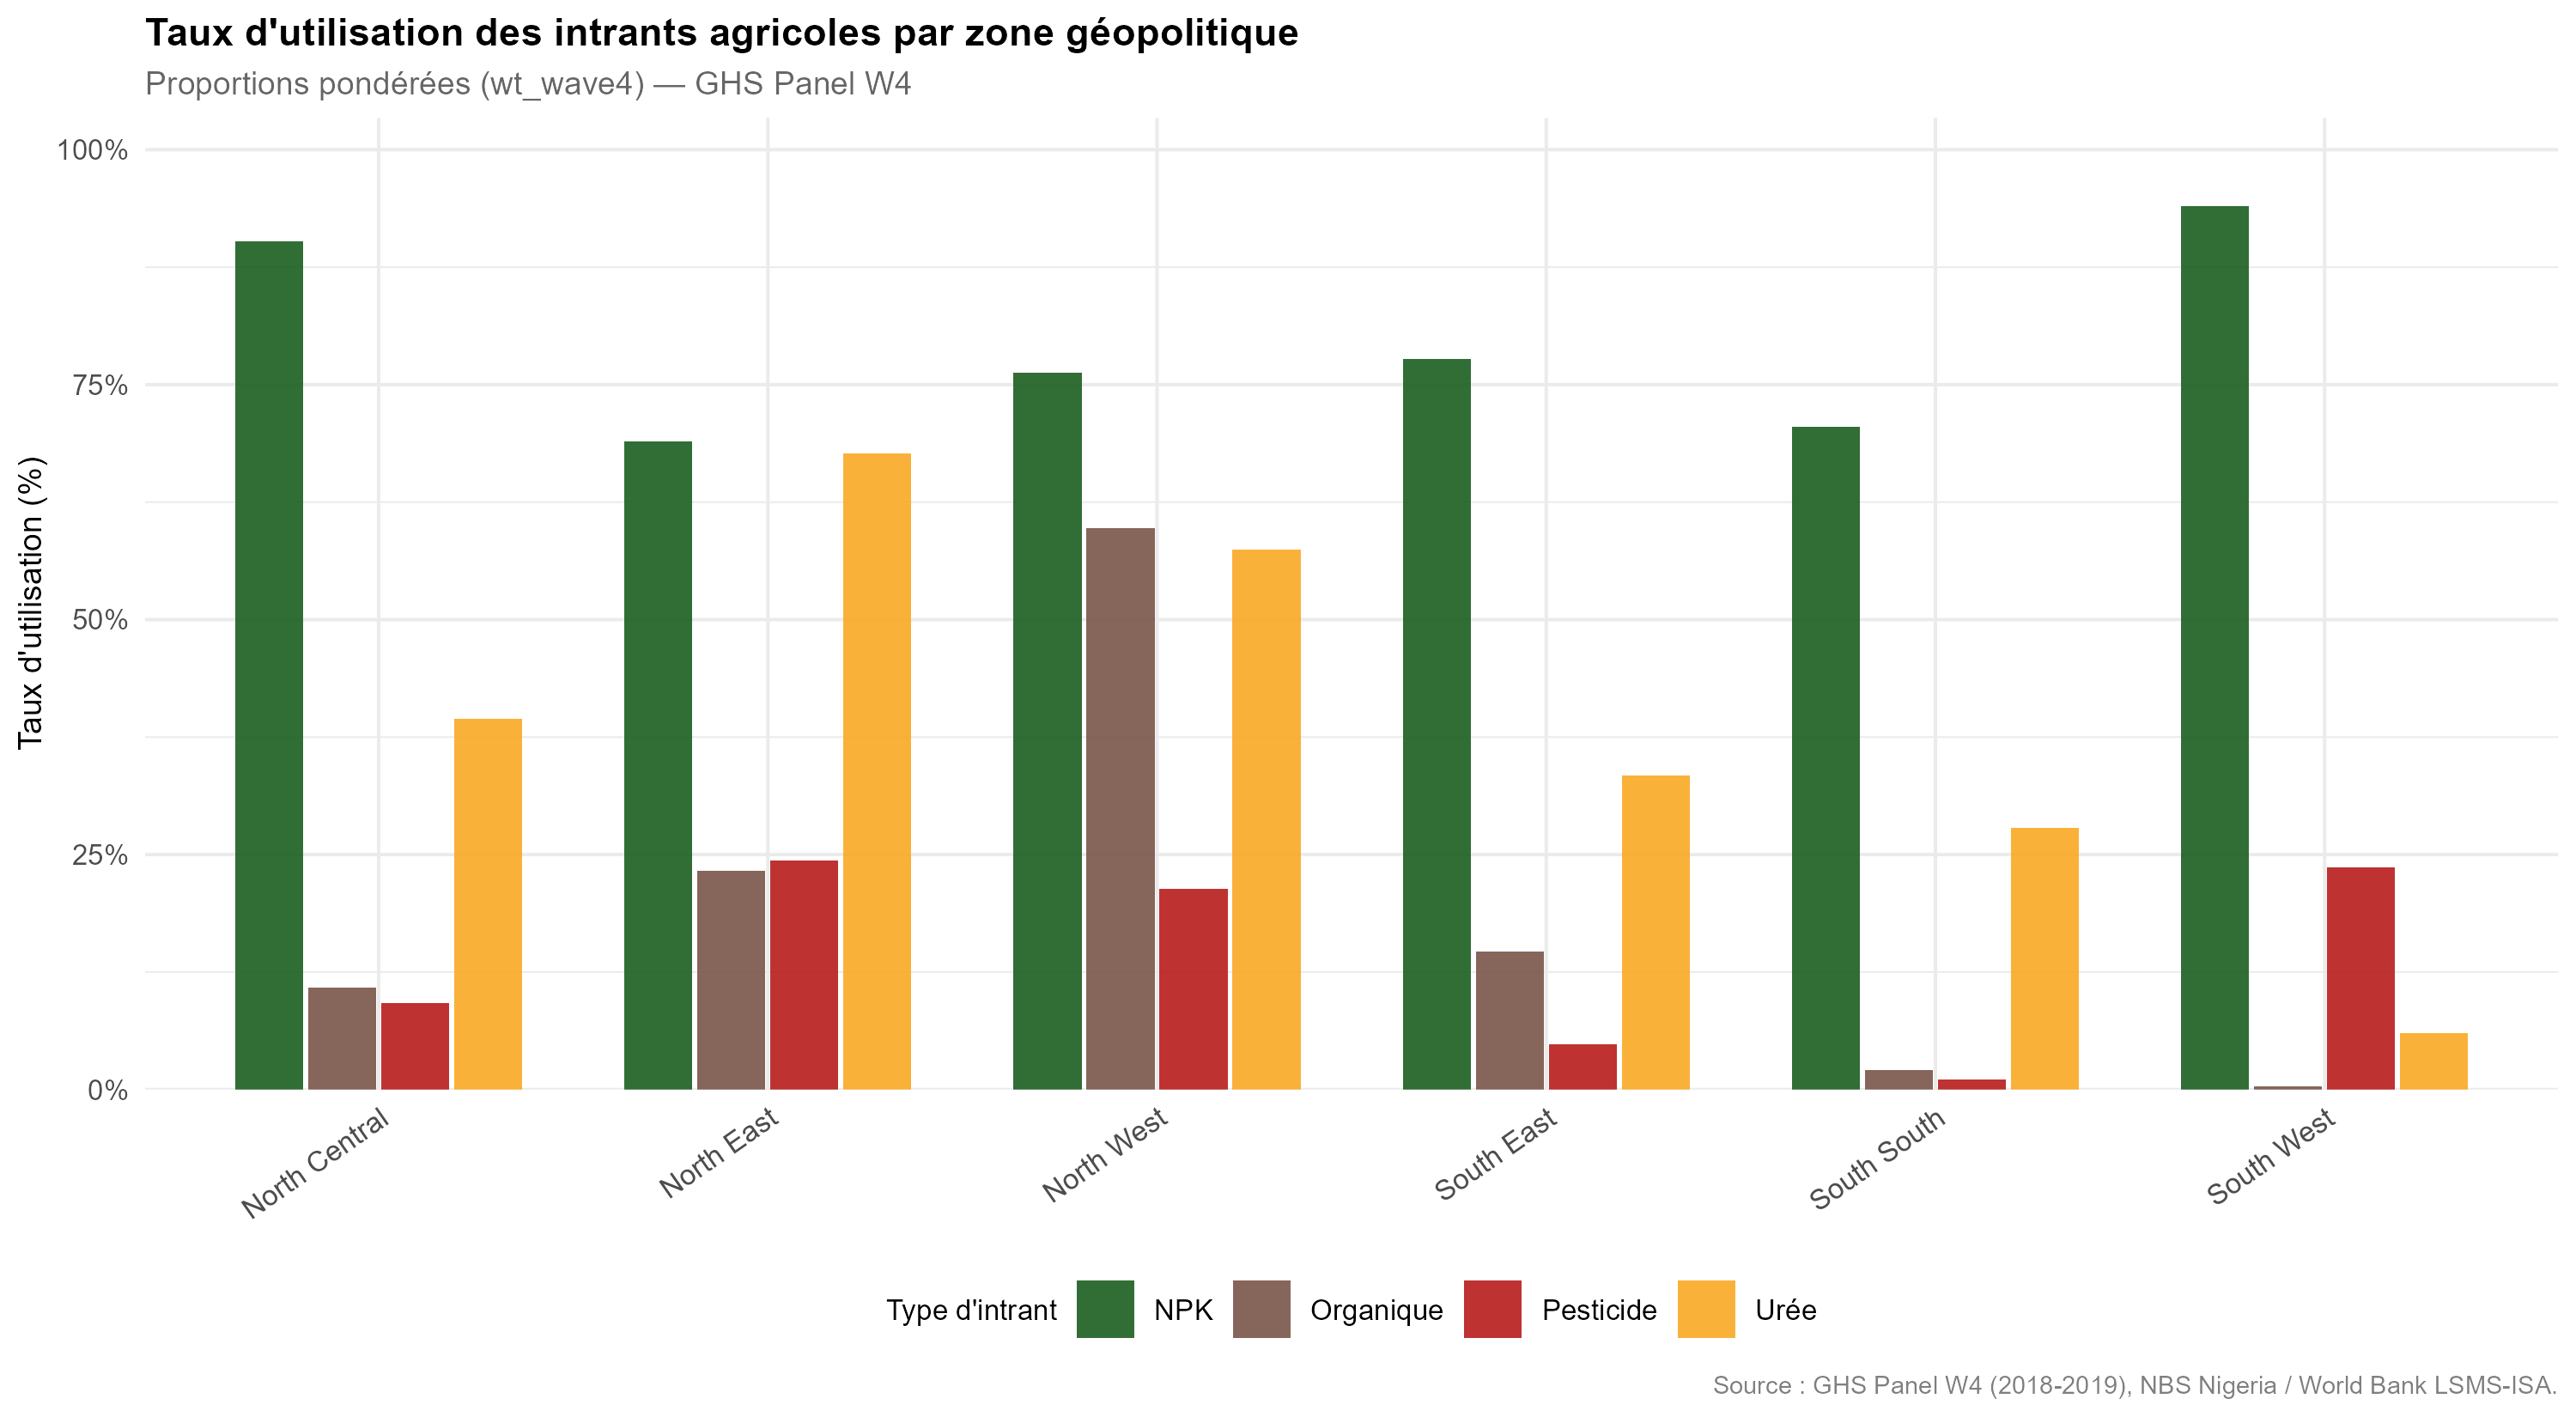 Taux d'utilisation des intrants agricoles par zone géopolitique
Proportions pondérées (wt_wave4) — GHS Panel W4
Taux d'utilisation (%)
100%
75%
50%
25%
0%
North Central
North East
North West
South East
South South
South West
Type d'intrant NPK Organique Pesticide Urée
Source : GHS Panel W4 (2018-2019), NBS Nigeria / World Bank LSMS-ISA.